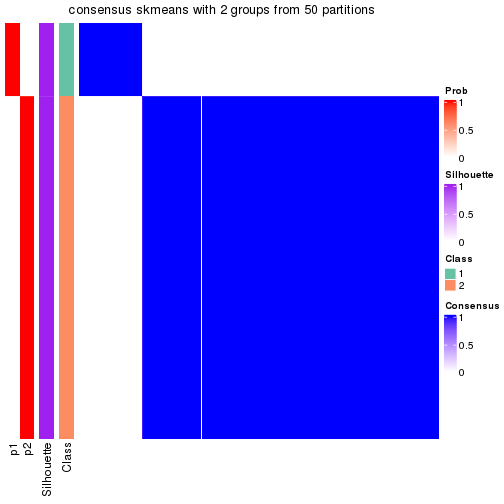 consensus skmeans with 2 groups from 50 partitions
Prob
1
0.5
0
Silhouette
1
0.5
0
Class
1
2
Consensus
1
0.5
0
p1
p2
Silhouette
Class